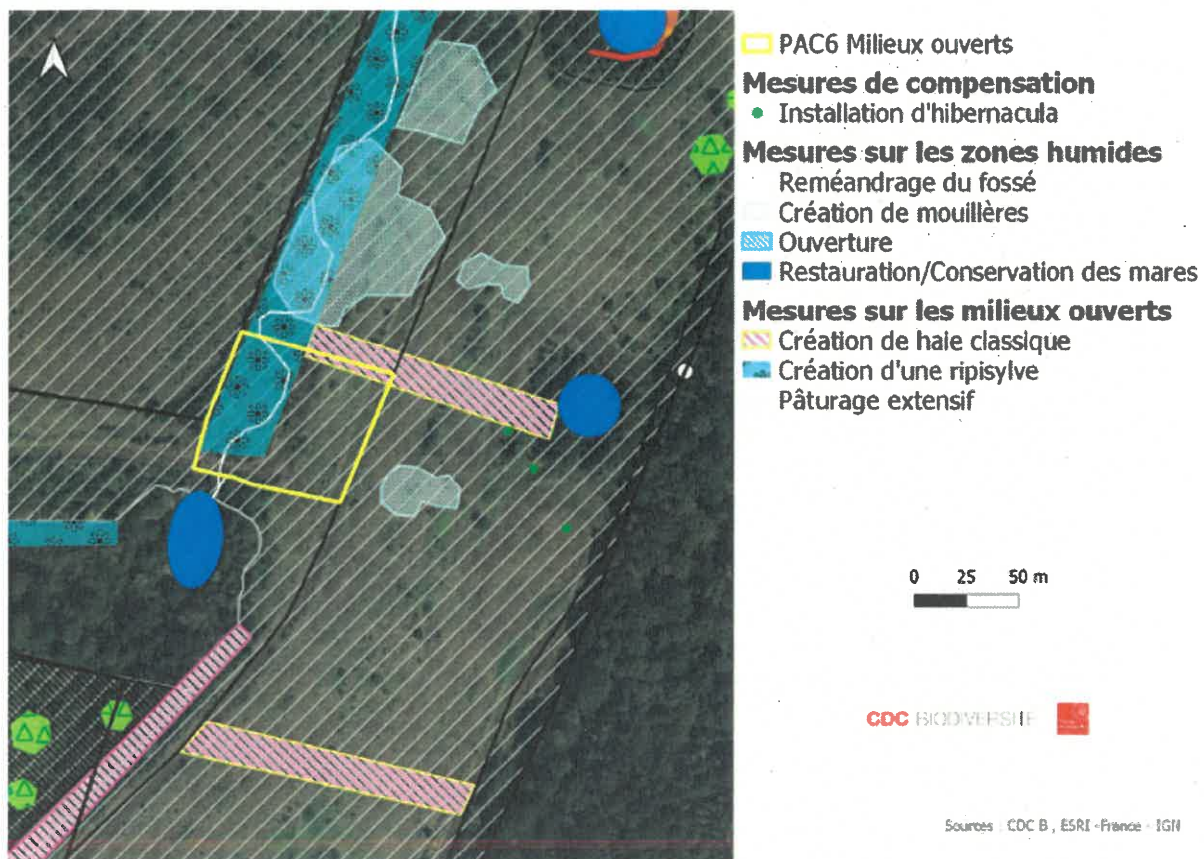 PAC6 Milieux ouverts
Mesures de compensation
Installation d'hibernacula
Mesures sur les zones humides
Reméandrage du fossé
Création de mouillères
Ouverture
Restauration/Conservation des mares
Mesures sur les milieux ouverts
Création de haie classique
Création d'une ripisylve
Pâturage extensif
0 25 50 m
CDC BIODIVERSITE
Sources CDC B , ESRI -France - IGN